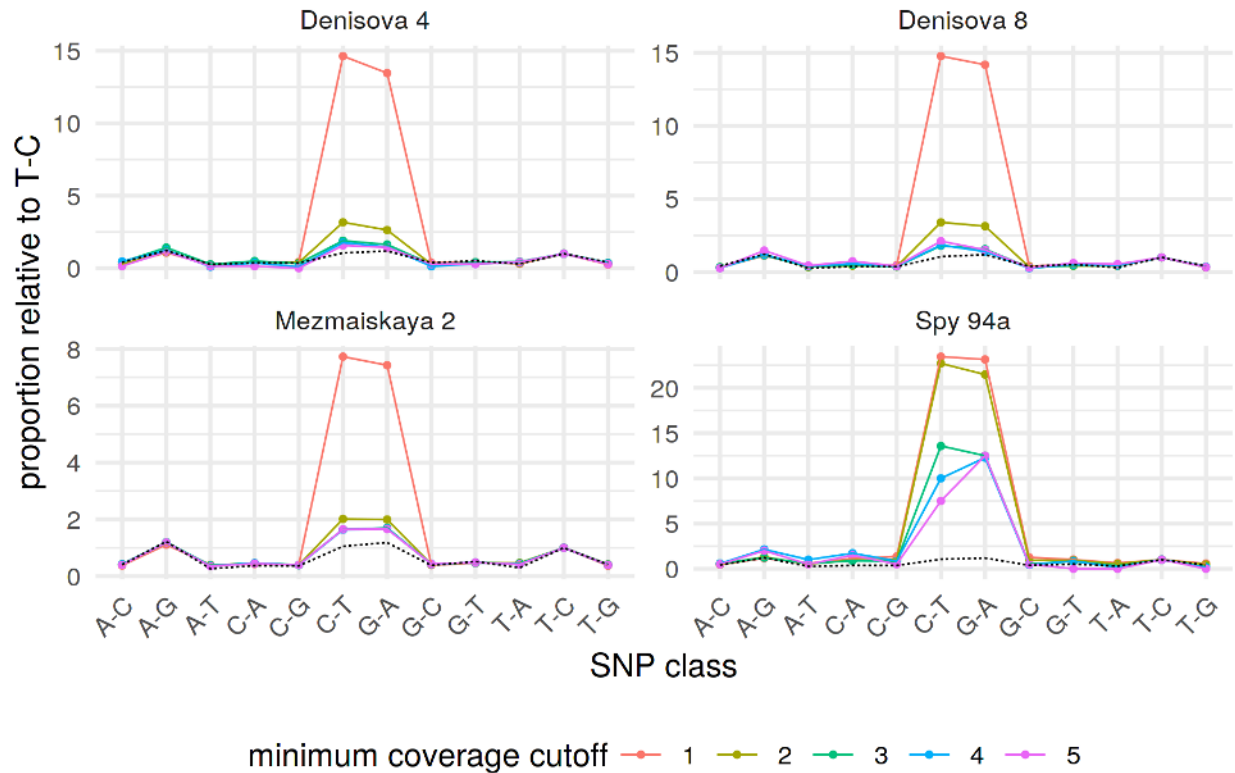 Denisova 4
Denisova 8
15
10
5
0
15
10
5
0
Mezmaiskaya 2
Spy 94a
8
6
4
2
0
20
15
10
5
0
proportion relative to T-C
A-C A-G A-T C-A C-G C-T G-A G-C G-T T-A T-C T-G
A-C A-G A-T C-A C-G C-T G-A G-C G-T T-A T-C T-G
SNP class
minimum coverage cutoff 1 2 3 4 5